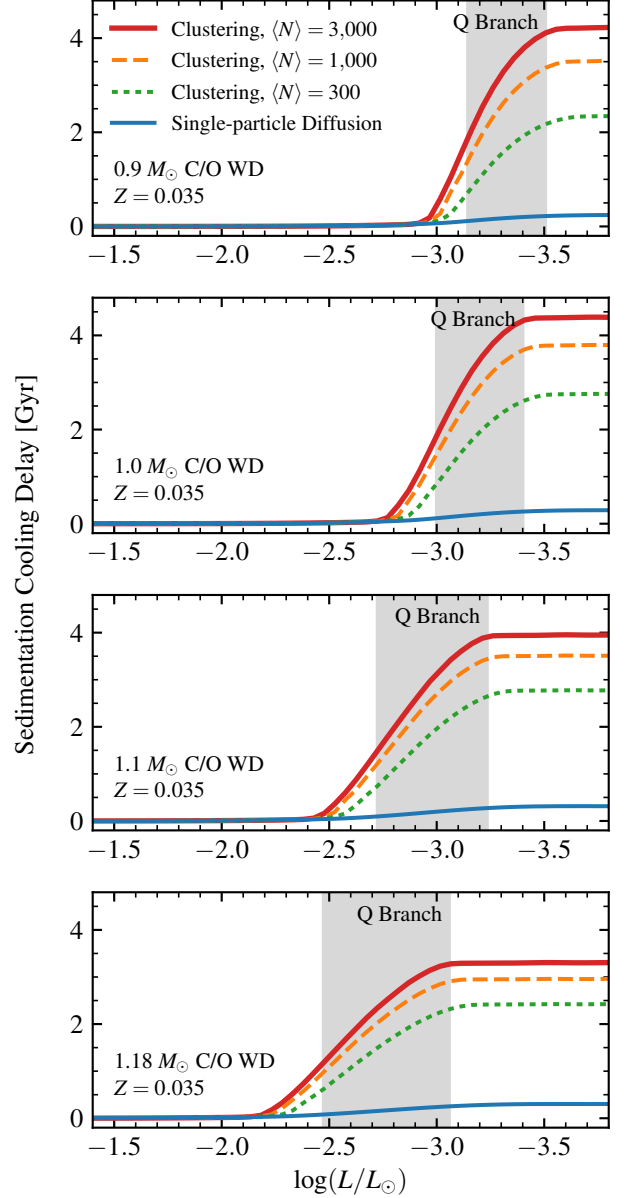 Sedimentation Cooling Delay [Gyr]
Q Branch
Clustering, ⟨N⟩ = 3,000
Clustering, ⟨N⟩ = 1,000
Clustering, ⟨N⟩ = 300
Single-particle Diffusion
0.9 M⊙ C/O WD
Z = 0.035
4
2
0
−1.5 −2.0 −2.5 −3.0 −3.5
Q Branch
1.0 M⊙ C/O WD
Z = 0.035
4
2
0
−1.5 −2.0 −2.5 −3.0 −3.5
Q Branch
1.1 M⊙ C/O WD
Z = 0.035
4
2
0
−1.5 −2.0 −2.5 −3.0 −3.5
Q Branch
1.18 M⊙ C/O WD
Z = 0.035
4
2
0
−1.5 −2.0 −2.5 −3.0 −3.5
log(L/L⊙)